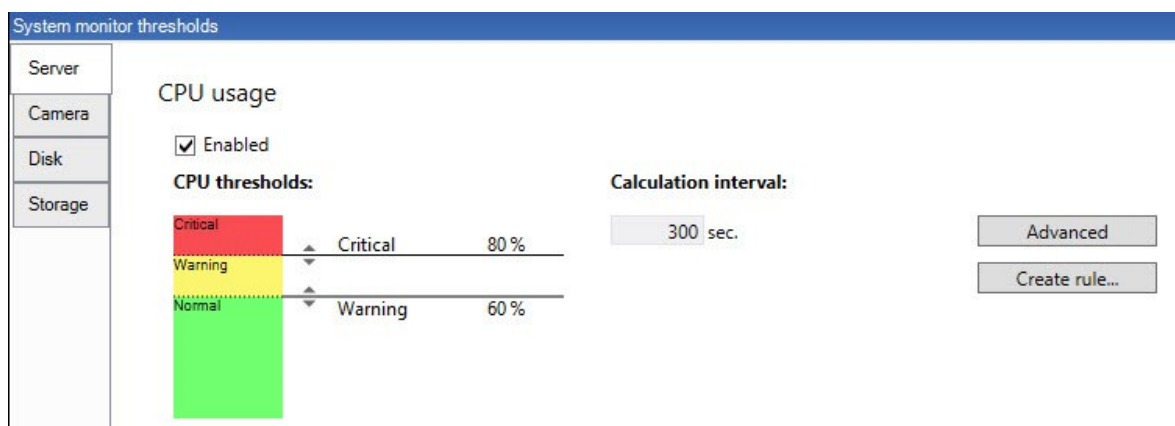 System monitor thresholds
Server
Camera
Disk
Storage
CPU usage
Enabled
CPU thresholds:
Critical
Warning
Normal
Critical 80 %
Warning 60 %
Calculation interval:
300 sec.
Advanced
Create rule...